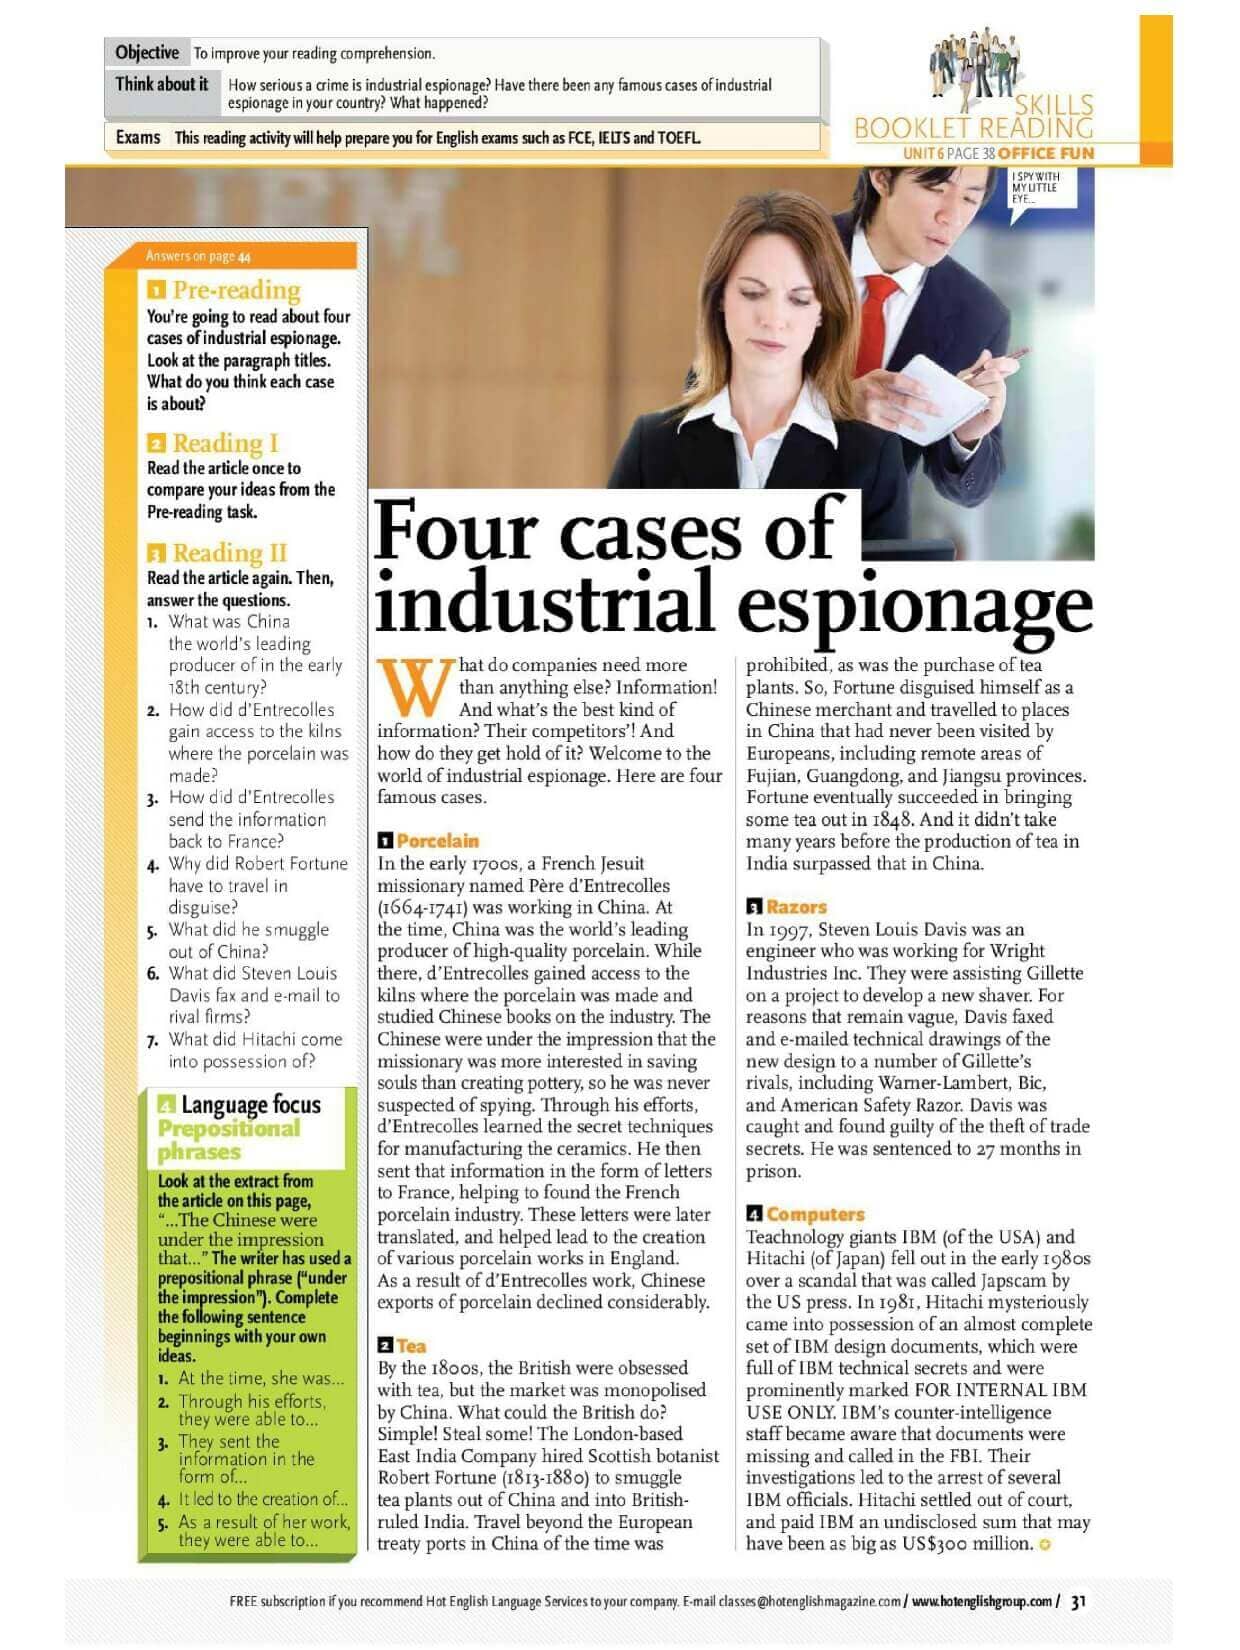 Objective To improve your reading comprehension.
Think about it How serious a crime is industrial espionage? Have there been any famous cases of industrial
espionage in your country? What happened?
Exams This reading activity will help prepare you for English exams such as FCE, IELTS and TOEFL.
SKILLS
BOOKLET READING
UNIT 6 PAGE 38 OFFICE FUN
IBM
I SPY WITH
MY LITTLE
EYE...
Answers on page 44
1 Pre-reading
You're going to read about four
cases of industrial espionage.
Look at the paragraph titles.
What do you think each case
is about?
2 Reading I
Read the article once to
compare your ideas from the
Pre-reading task.
3 Reading II
Read the article again. Then,
answer the questions.
1. What was China
the world's leading
producer of in the early
18th century?
2. How did d'Entrecolles
gain access to the kilns
where the porcelain was
made?
3. How did d'Entrecolles
send the information
back to France?
4. Why did Robert Fortune
have to travel in
disguise?
5. What did he smuggle
out of China?
6. What did Steven Louis
Davis fax and e-mail to
rival firms?
7. What did Hitachi come
into possession of?
4 Language focus
Prepositional
phrases
Look at the extract from
the article on this page,
"...The Chinese were
under the impression
that..." The writer has used a
prepositional phrase ("under
the impression"). Complete
the following sentence
beginnings with your own
ideas.
1. At the time, she was...
2. Through his efforts,
they were able to...
3. They sent the
information in the
form of...
4. It led to the creation of...
5. As a result of her work,
they were able to...
Four cases of
industrial espionage
What do companies need more
than anything else? Information!
And what's the best kind of
information? Their competitors'! And
how do they get hold of it? Welcome to the
world of industrial espionage. Here are four
famous cases.
1 Porcelain
In the early 1700s, a French Jesuit
missionary named Père d'Entrecolles
(1664-1741) was working in China. At
the time, China was the world's leading
producer of high-quality porcelain. While
there, d'Entrecolles gained access to the
kilns where the porcelain was made and
studied Chinese books on the industry. The
Chinese were under the impression that the
missionary was more interested in saving
souls than creating pottery, so he was never
suspected of spying. Through his efforts,
d'Entrecolles learned the secret techniques
for manufacturing the ceramics. He then
sent that information in the form of letters
to France, helping to found the French
porcelain industry. These letters were later
translated, and helped lead to the creation
of various porcelain works in England.
As a result of d'Entrecolles work, Chinese
exports of porcelain declined considerably.
2 Tea
By the 1800s, the British were obsessed
with tea, but the market was monopolised
by China. What could the British do?
Simple! Steal some! The London-based
East India Company hired Scottish botanist
Robert Fortune (1813-1880) to smuggle
tea plants out of China and into British-
ruled India. Travel beyond the European
treaty ports in China of the time was
prohibited, as was the purchase of tea
plants. So, Fortune disguised himself as a
Chinese merchant and travelled to places
in China that had never been visited by
Europeans, including remote areas of
Fujian, Guangdong, and Jiangsu provinces.
Fortune eventually succeeded in bringing
some tea out in 1848. And it didn't take
many years before the production of tea in
India surpassed that in China.
3 Razors
In 1997, Steven Louis Davis was an
engineer who was working for Wright
Industries Inc. They were assisting Gillette
on a project to develop a new shaver. For
reasons that remain vague, Davis faxed
and e-mailed technical drawings of the
new design to a number of Gillette's
rivals, including Warner-Lambert, Bic,
and American Safety Razor. Davis was
caught and found guilty of the theft of trade
secrets. He was sentenced to 27 months in
prison.
4 Computers
Teachnology giants IBM (of the USA) and
Hitachi (of Japan) fell out in the early 1980s
over a scandal that was called Japscam by
the US press. In 1981, Hitachi mysteriously
came into possession of an almost complete
set of IBM design documents, which were
full of IBM technical secrets and were
prominently marked FOR INTERNAL IBM
USE ONLY. IBM's counter-intelligence
staff became aware that documents were
missing and called in the FBI. Their
investigations led to the arrest of several
IBM officials. Hitachi settled out of court,
and paid IBM an undisclosed sum that may
have been as big as US$300 million.
FREE subscription if you recommend Hot English Language Services to your company. E-mail classes@hotenglishmagazine.com / www.hotenglishgroup.com / 31